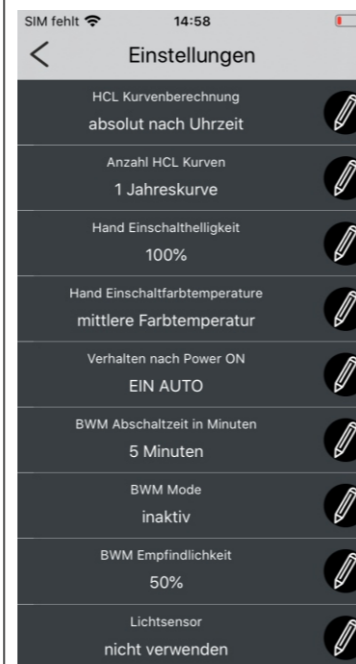 SIM fehlt 14:58
Einstellungen
HCL Kurvenberechnung
absolut nach Uhrzeit
Anzahl HCL Kurven
1 Jahreskurve
Hand Einschalthelligkeit
100%
Hand Einschaltfarbtemperature
mittlere Farbtemperatur
Verhalten nach Power ON
EIN AUTO
BWM Abschaltzeit in Minuten
5 Minuten
BWM Mode
inaktiv
BWM Empfindlichkeit
50%
Lichtsensor
nicht verwenden